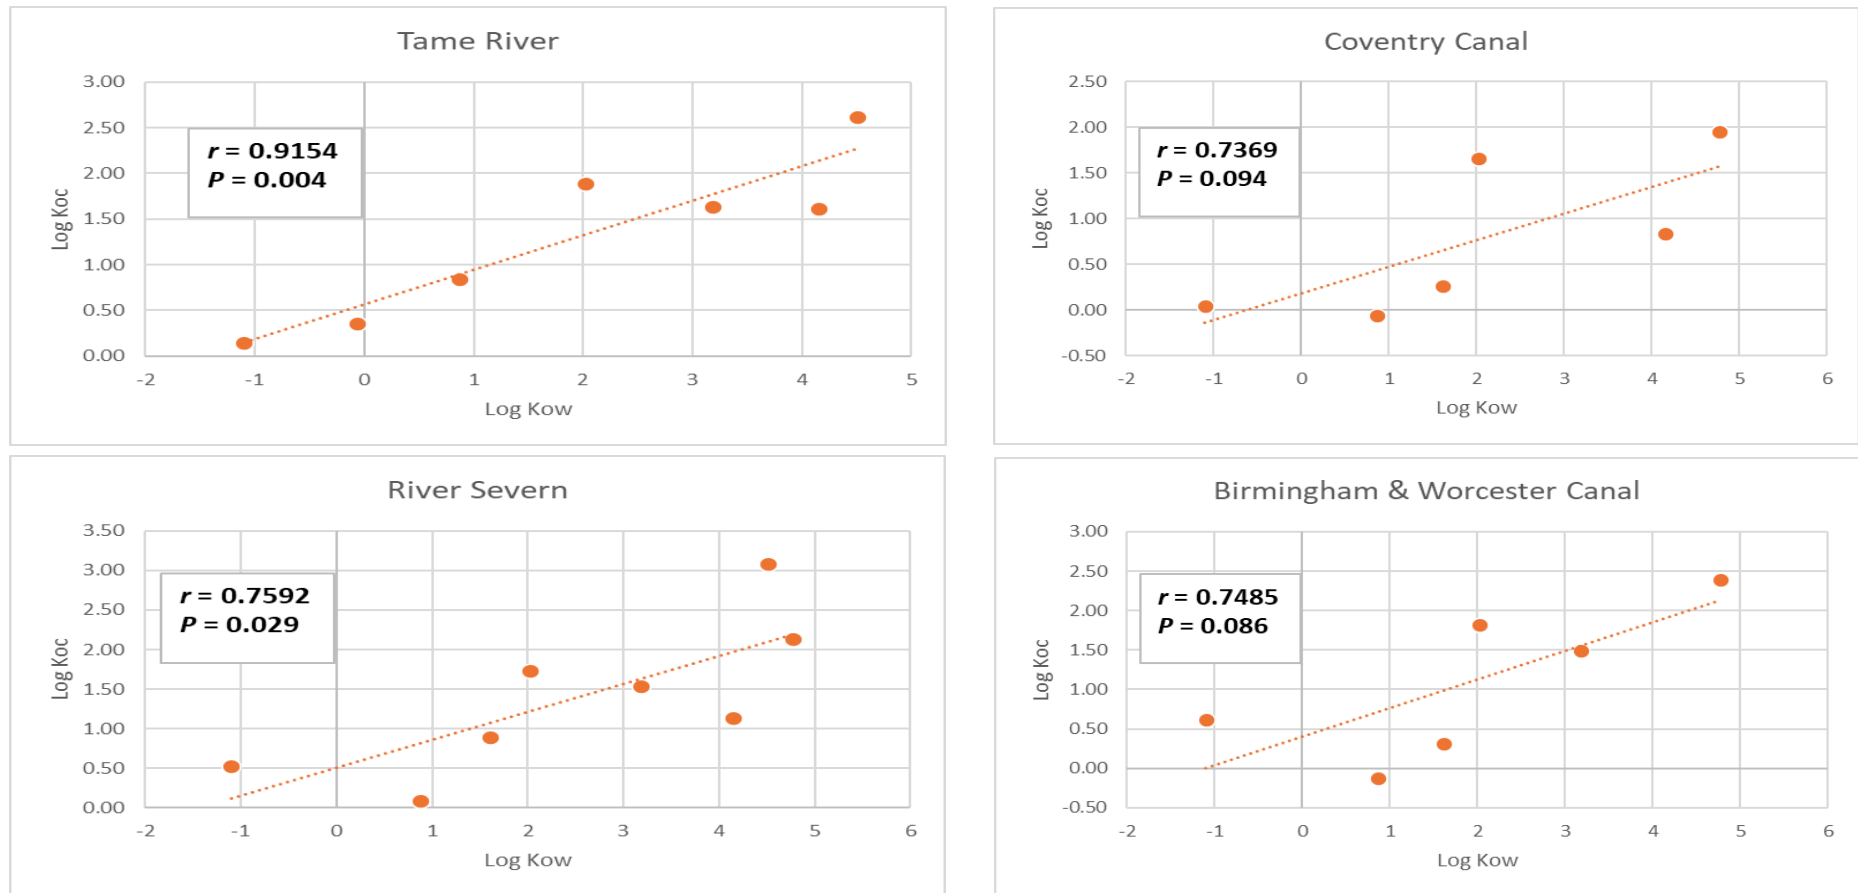 Tame River
3.00
2.50
2.00
1.50
1.00
0.50
0.00
-2 -1 0 1 2 3 4 5
Log Koc
Log Kow
r = 0.9154
P = 0.004
Coventry Canal
2.50
2.00
1.50
1.00
0.50
0.00
-0.50
-2 -1 0 1 2 3 4 5 6
Log Koc
Log Kow
r = 0.7369
P = 0.094
River Severn
3.50
3.00
2.50
2.00
1.50
1.00
0.50
0.00
-2 -1 0 1 2 3 4 5 6
Log Koc
Log Kow
r = 0.7592
P = 0.029
Birmingham & Worcester Canal
3.00
2.50
2.00
1.50
1.00
0.50
0.00
-0.50
-2 -1 0 1 2 3 4 5 6
Log Koc
Log Kow
r = 0.7485
P = 0.086